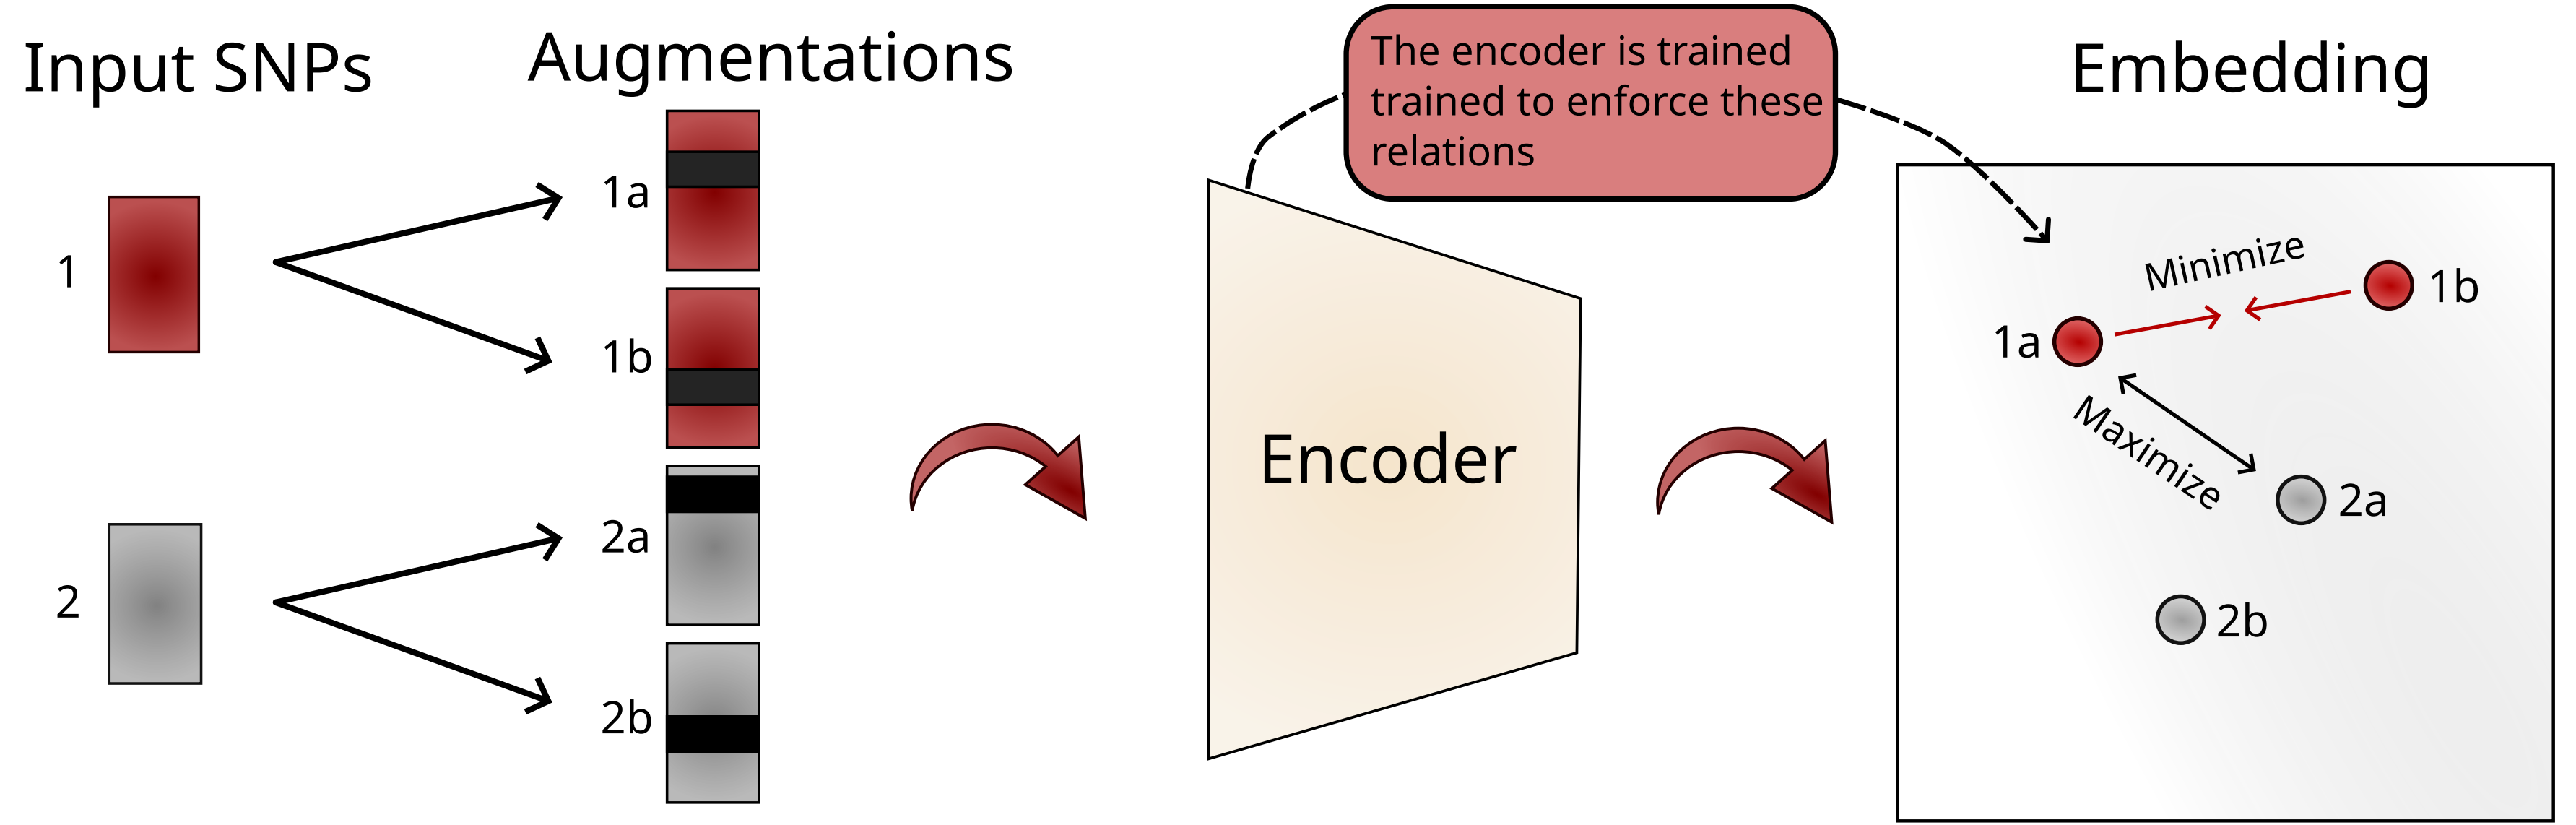 Input SNPs
Augmentations
The encoder is trained
trained to enforce these
relations
Embedding
1
1a
1b
2
2a
2b
Encoder
Minimize
1b
1a
Maximize
2a
2b